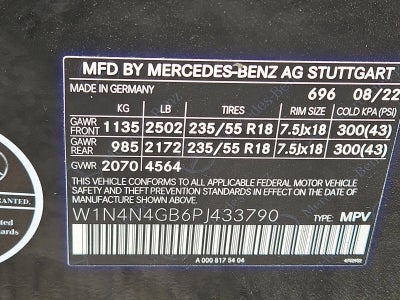 MFD BY MERCEDES-BENZ AG STUTTGART
MADE IN GERMANY 696 08/22
KG LB TIRES RIM SIZE COLD KPA (PSI)
GAWR FRONT 1135 2502 235/55 R18 7.5Jx18 300(43)
GAWR REAR 985 2172 235/55 R18 7.5Jx18 300(43)
GVWR 2070 4564
THIS VEHICLE CONFORMS TO ALL APPLICABLE FEDERAL MOTOR VEHICLE
SAFETY AND THEFT PREVENTION STANDARDS IN EFFECT ON THE DATE OF
MANUFACTURE SHOWN ABOVE.
W1N4N4GB6PJ433790 TYPE: MPV
A 000 817 54 04